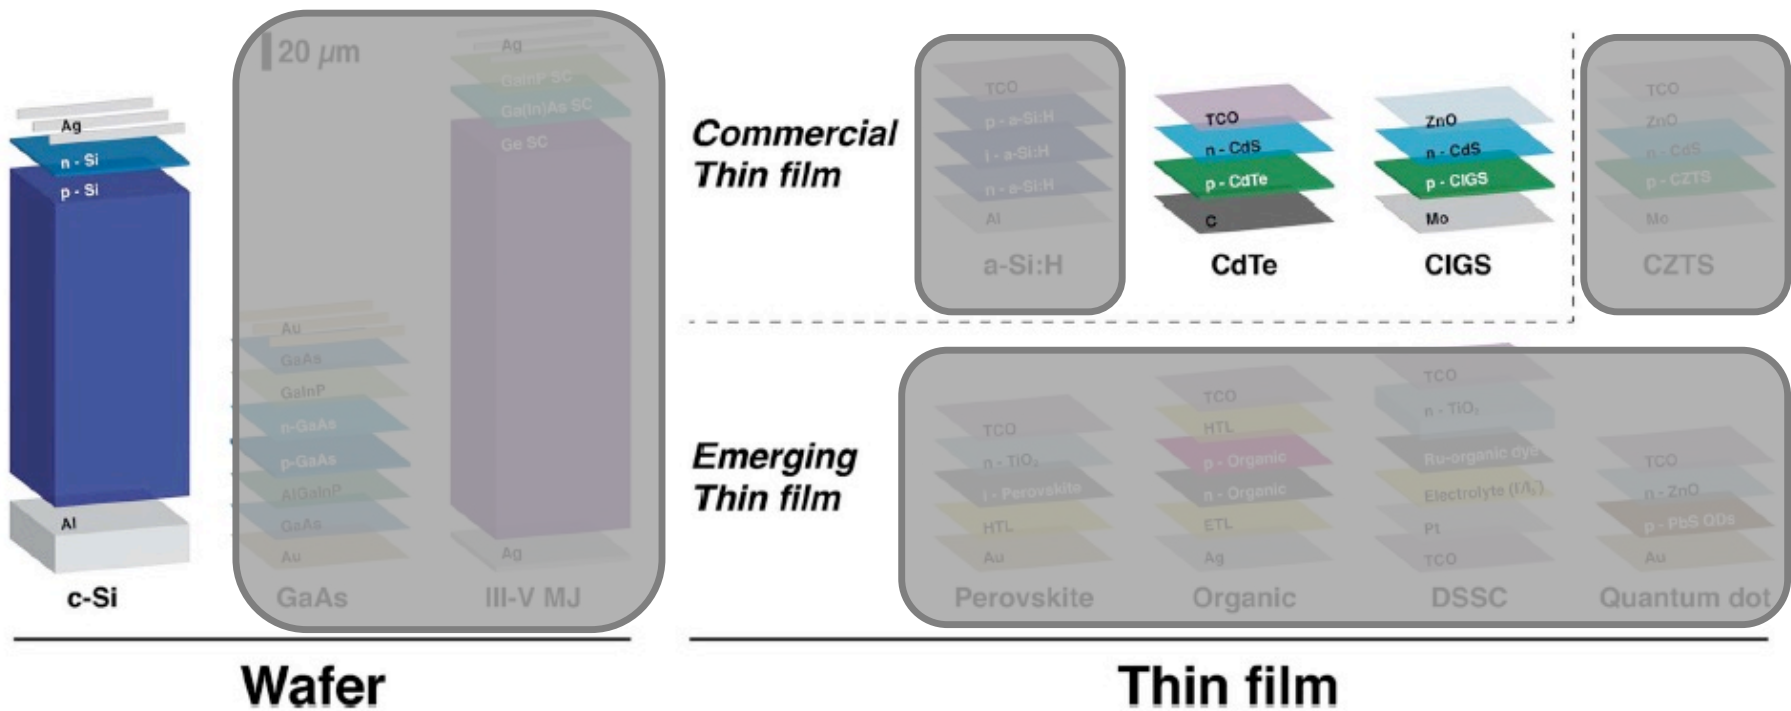 Ag
n - Si
p - Si
Al
c-Si
20 µm
Au
GaAs
GaInP
n-GaAs
p-GaAs
AlGaInP
GaAs
Au
GaAs
Ag
GaInP SC
Ga(In)As SC
Ge SC
Ag
III-V MJ
Wafer
Commercial
Thin film
TCO
p - a-Si:H
i - a-Si:H
n - a-Si:H
Al
a-Si:H
TCO
n - CdS
p - CdTe
C
CdTe
ZnO
n - CdS
p - CIGS
Mo
CIGS
TCO
ZnO
n - CdS
p - CZTS
Mo
CZTS
Emerging
Thin film
TCO
n - TiO₂
i - Perovskite
HTL
Au
Perovskite
TCO
HTL
p - Organic
n - Organic
ETL
Ag
Organic
TCO
n - TiO₂
Ru-organic dye
Electrolyte (I⁻/I₃⁻)
Pt
TCO
DSSC
TCO
n - ZnO
p - PbS QDs
Au
Quantum dot
Thin film